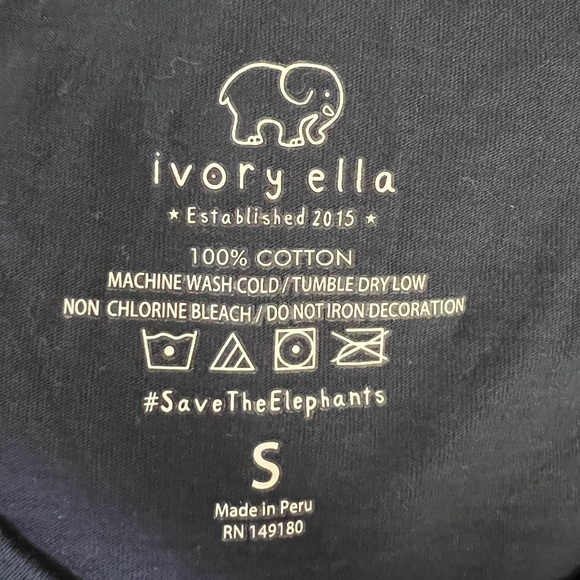 ivory ella
★ Established 2015 ★
100% COTTON
MACHINE WASH COLD / TUMBLE DRY LOW
NON CHLORINE BLEACH / DO NOT IRON DECORATION
#SaveTheElephants
S
Made in Peru
RN 149180